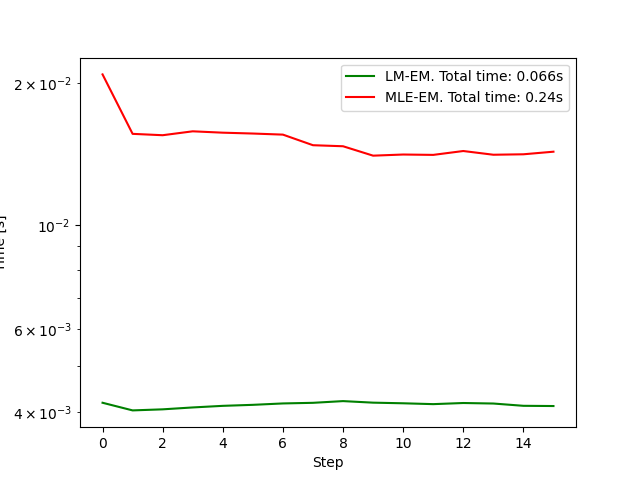 LM-EM. Total time: 0.066s
MLE-EM. Total time: 0.24s
2 × 10⁻²
10⁻²
6 × 10⁻³
4 × 10⁻³
Time [s]
0 2 4 6 8 10 12 14
Step